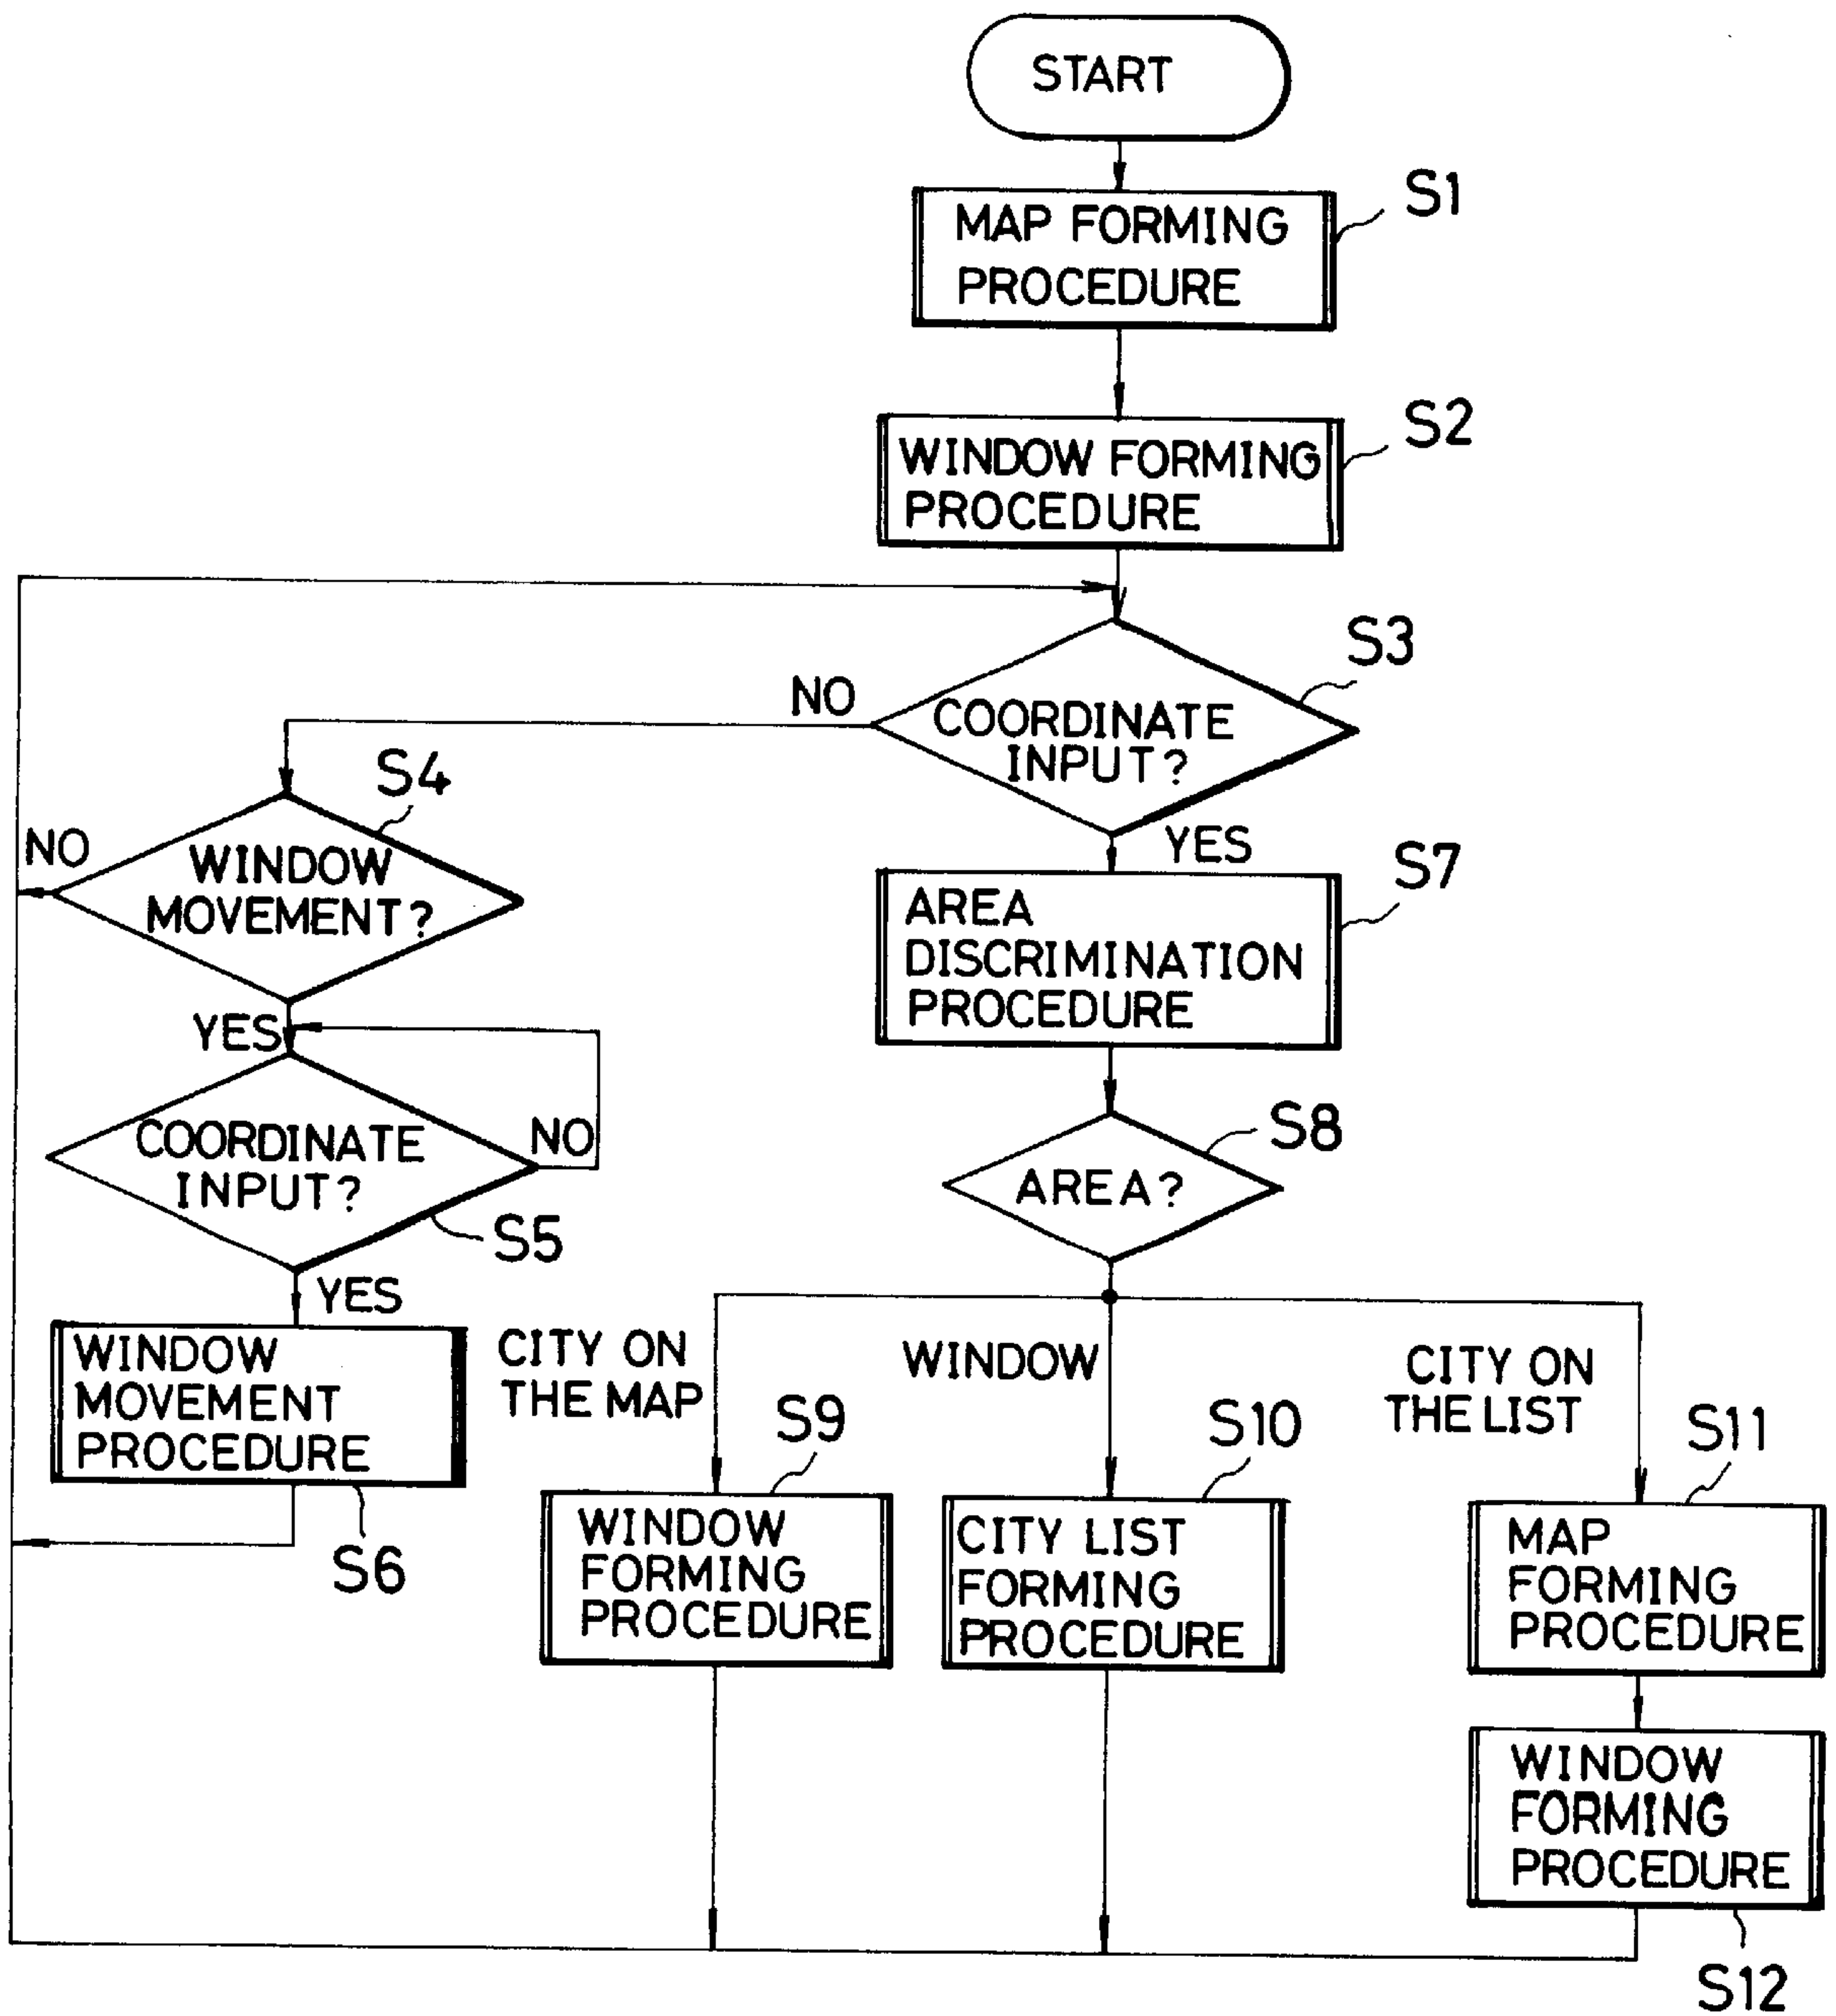 START
S1
MAP FORMING
PROCEDURE
S2
WINDOW FORMING
PROCEDURE
S3
NO
COORDINATE
INPUT?
S4
NO
WINDOW
MOVEMENT?
YES
S7
AREA
DISCRIMINATION
PROCEDURE
YES
COORDINATE
INPUT?
NO
S5
S8
AREA?
YES
WINDOW
MOVEMENT
PROCEDURE
S6
CITY ON
THE MAP
WINDOW
CITY ON
THE LIST
S9
WINDOW
FORMING
PROCEDURE
S10
CITY LIST
FORMING
PROCEDURE
S11
MAP
FORMING
PROCEDURE
WINDOW
FORMING
PROCEDURE
S12